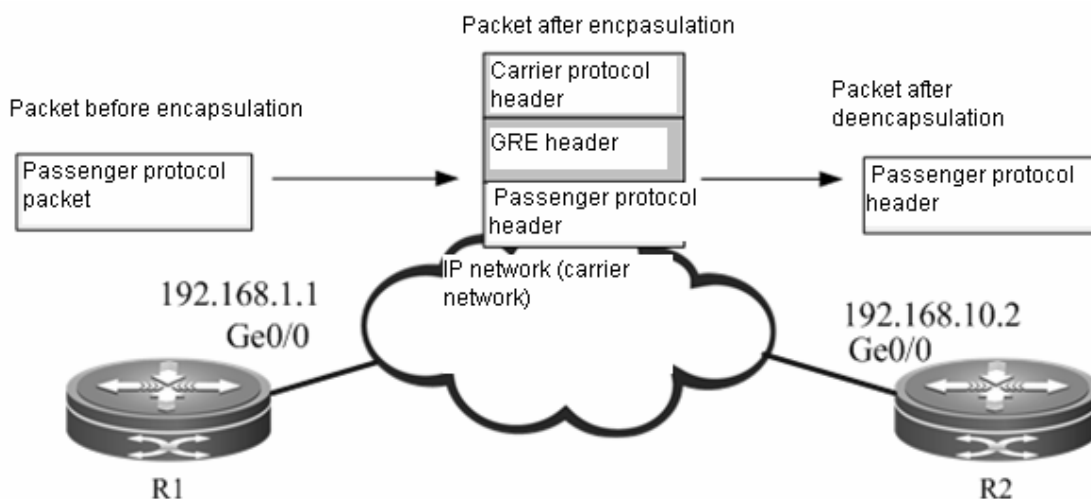 Packet after encpasulation
Carrier protocol
header
GRE header
Passenger protocol
header
Packet before encapsulation
Passenger protocol
packet
Packet after
deencapsulation
Passenger protocol
header
IP network (carrier
network)
192.168.1.1
Ge0/0
192.168.10.2
Ge0/0
R1
R2